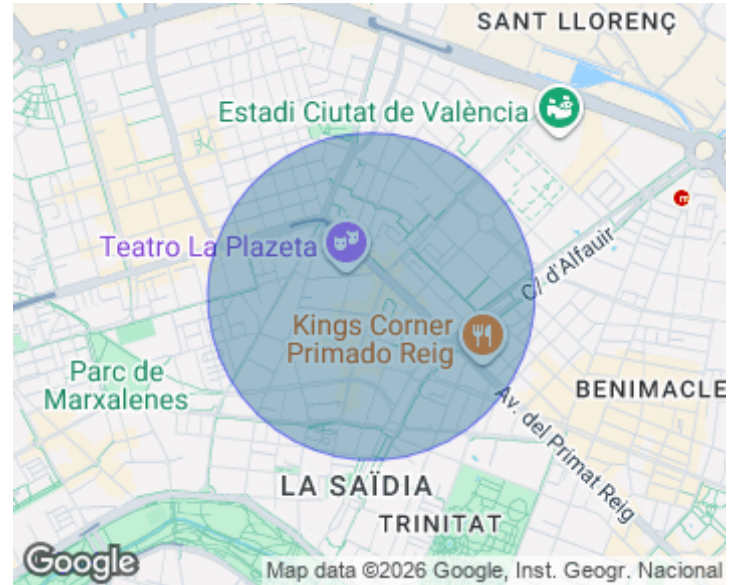 SANT LLORENÇ
Estadi Ciutat de València
Teatro La Plazeta
C/ d'Alfauir
Kings Corner
Primado Reig
Parc de
Marxalenes
BENIMACLE
Av. del Primat Reig
LA SAÏDIA
TRINITAT
Google
Map data ©2026 Google, Inst. Geogr. Nacional